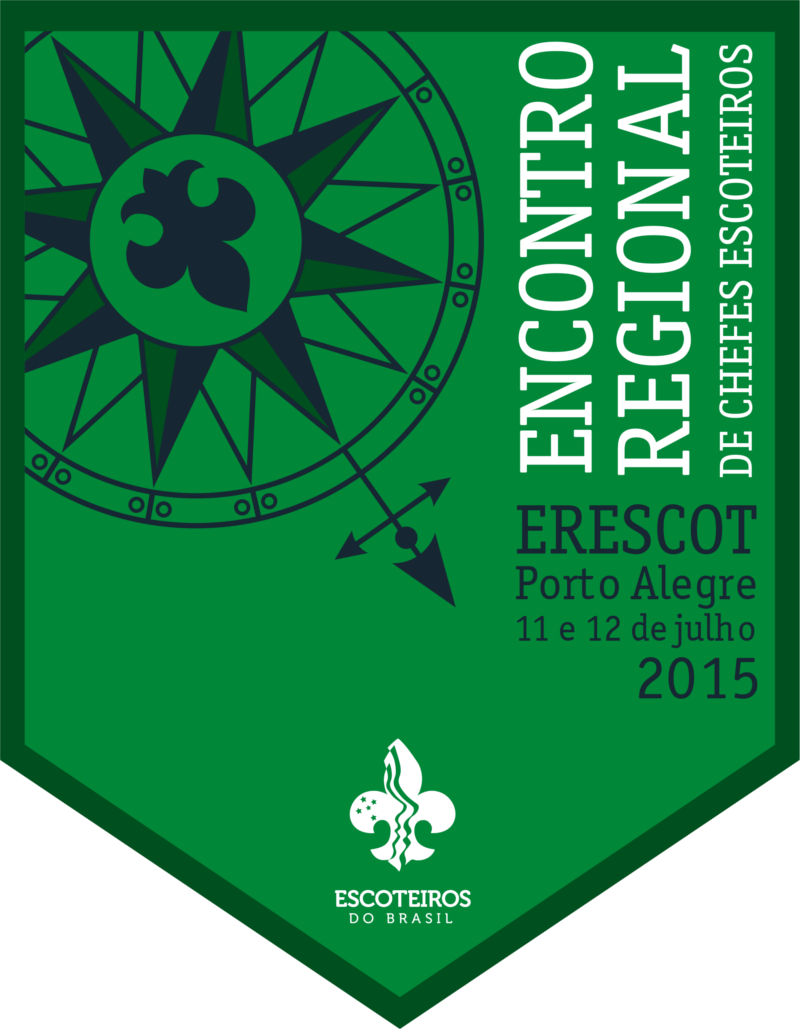 ENCONTRO
REGIONAL
DE CHEFES ESCOTEIROS
ERESCOT
Porto Alegre
11 e 12 de julho
2015
ESCOTEIROS
DO BRASIL